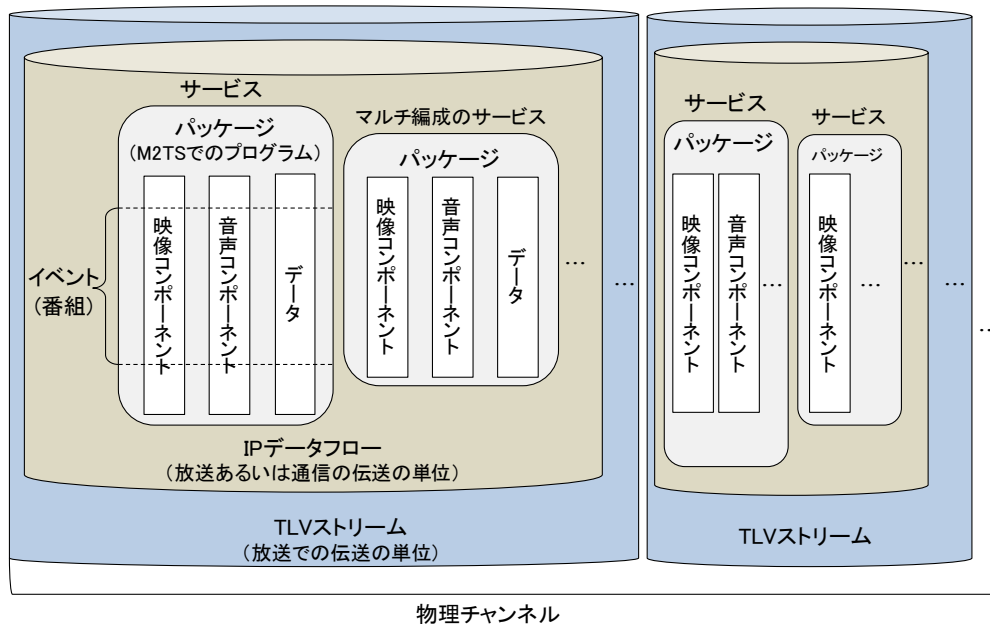 サービス
パッケージ
（M2TSでのプログラム）
映像コンポーネント
音声コンポーネント
データ
イベント
（番組）
マルチ編成のサービス
パッケージ
映像コンポーネント
音声コンポーネント
データ
…
…
IPデータフロー
（放送あるいは通信の伝送の単位）
TLVストリーム
（放送での伝送の単位）
サービス
パッケージ
映像コンポーネント
音声コンポーネント
…
サービス
パッケージ
映像コンポーネント
…
…
…
TLVストリーム
…
物理チャンネル